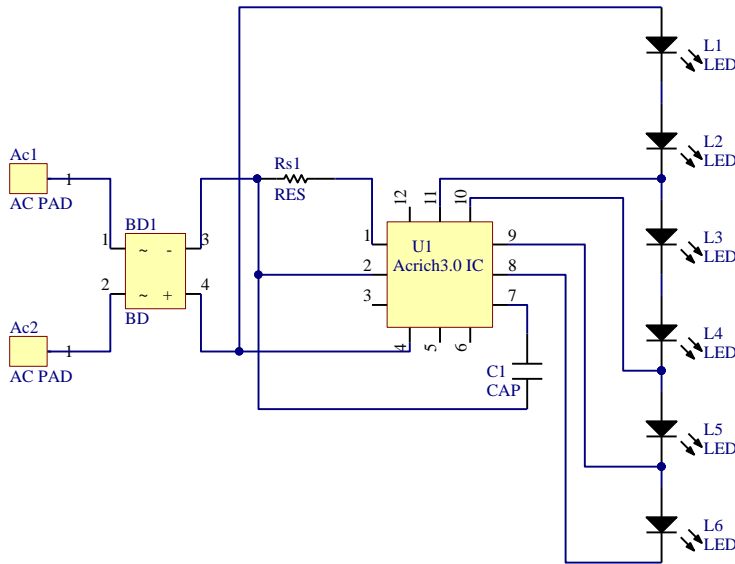 L1
LED
L2
LED
Ac1
1
AC PAD
Rs1
RES
12
11
10
BD1
1
~
-
3
2
~
+
4
BD
1
U1
9
Acrich3.0 IC
2
8
3
7
4
5
6
L3
LED
Ac2
1
AC PAD
L4
LED
C1
CAP
L5
LED
L6
LED